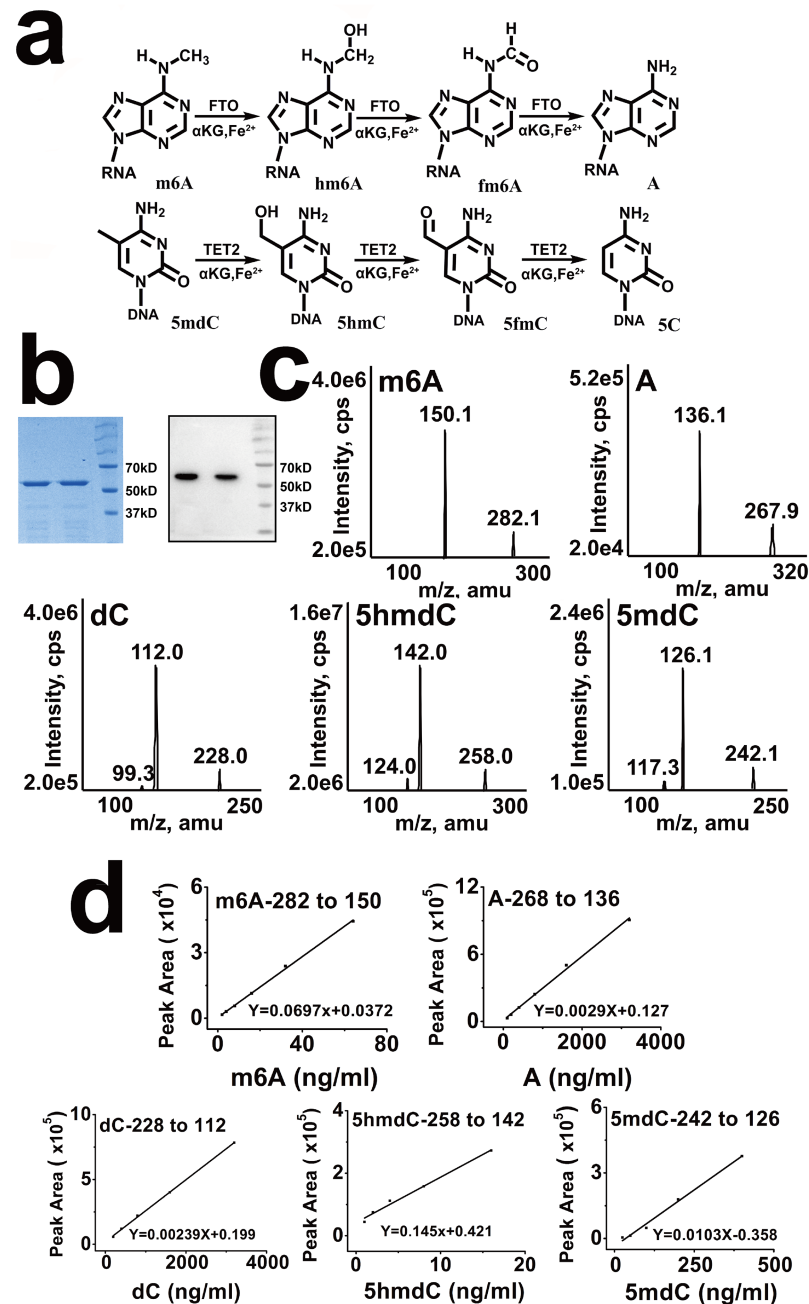 a
H N CH₃
N N
N N
RNA
m6A
FTO
αKG,Fe²⁺
OH
H N CH₂
N N
N N
RNA
hm6A
FTO
αKG,Fe²⁺
H
H N C O
N N
N N
RNA
fm6A
FTO
αKG,Fe²⁺
NH₂
N N
N N
RNA
A
NH₂
N
N O
DNA
5mdC
TET2
αKG,Fe²⁺
OH NH₂
N
N O
DNA
5hmC
TET2
αKG,Fe²⁺
O NH₂
N
N O
DNA
5fmC
TET2
αKG,Fe²⁺
NH₂
N
N O
DNA
5C
b
70kD
50kD
37kD
70kD
50kD
37kD
c
m6A
4.0e6
150.1
282.1
2.0e5
100 300
Intensity, cps
m/z, amu
A
5.2e5
136.1
267.9
2.0e4
100 320
Intensity, cps
m/z, amu
dC
4.0e6
112.0
228.0
99.3
2.0e5
100 250
Intensity, cps
m/z, amu
5hmdC
1.6e7
142.0
258.0
124.0
2.0e6
100 300
Intensity, cps
m/z, amu
5mdC
2.4e6
126.1
242.1
117.3
1.0e5
100 250
Intensity, cps
m/z, amu
d
m6A-282 to 150
Peak Area ( x10⁴)
6
3
0
Y=0.0697x+0.0372
0 40 80
m6A (ng/ml)
A-268 to 136
Peak Area ( x10⁵)
12
6
0
Y=0.0029X+0.127
0 2000 4000
A (ng/ml)
dC-228 to 112
Peak Area ( x10⁵)
10
5
0
Y=0.00239X+0.199
0 2000 4000
dC (ng/ml)
5hmdC-258 to 142
Peak Area ( x10⁵)
4
2
0
Y=0.145x+0.421
0 10 20
5hmdC (ng/ml)
5mdC-242 to 126
Peak Area ( x10⁵)
6
3
0
Y=0.0103X-0.358
0 250 500
5mdC (ng/ml)